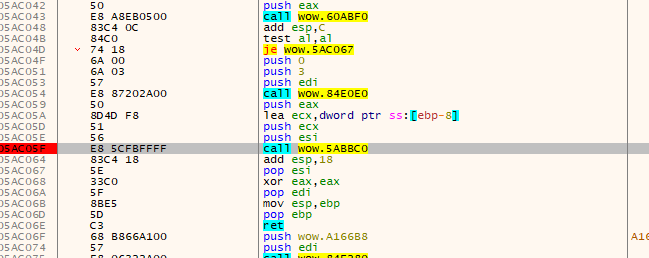 05AC042 50 push eax
05AC043 E8 A8EB0500 call wow.60ABF0
05AC048 83C4 0C add esp,C
05AC04B 84C0 test al,al
05AC04D 74 18 je wow.5AC067
05AC04F 6A 00 push 0
05AC051 6A 03 push 3
05AC053 57 push edi
05AC054 E8 87202A00 call wow.84E0E0
05AC059 50 push eax
05AC05A 8D4D F8 lea ecx,dword ptr ss:[ebp-8]
05AC05D 51 push ecx
05AC05E 56 push esi
05AC05F E8 5CFBFFFF call wow.5ABBC0
05AC064 83C4 18 add esp,18
05AC067 5E pop esi
05AC068 33C0 xor eax,eax
05AC06A 5F pop edi
05AC06B 8BE5 mov esp,ebp
05AC06D 5D pop ebp
05AC06E C3 ret
05AC06F 68 B866A100 push wow.A166B8 A16
05AC074 57 push edi